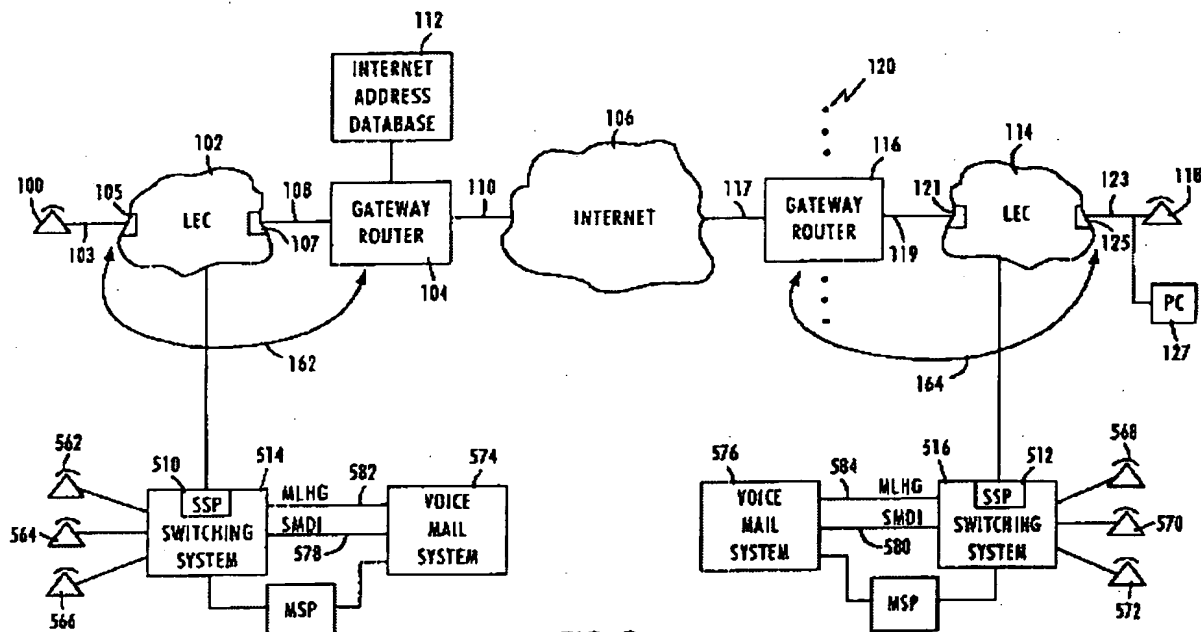 112
INTERNET
ADDRESS
DATABASE
120
106
102
116
114
100
105
108
110
117
121
123
118
LEC
GATEWAY
ROUTER
INTERNET
GATEWAY
ROUTER
LEC
103
107
119
125
104
PC
127
162
164
562
510
514
582
574
576
584
516
512
568
MLHG
SSP
VOICE
MAIL
SYSTEM
VOICE
MAIL
SYSTEM
MLHG
SSP
564
SWITCHING
SYSTEM
SMDI
578
SMDI
580
SWITCHING
SYSTEM
570
566
MSP
MSP
572